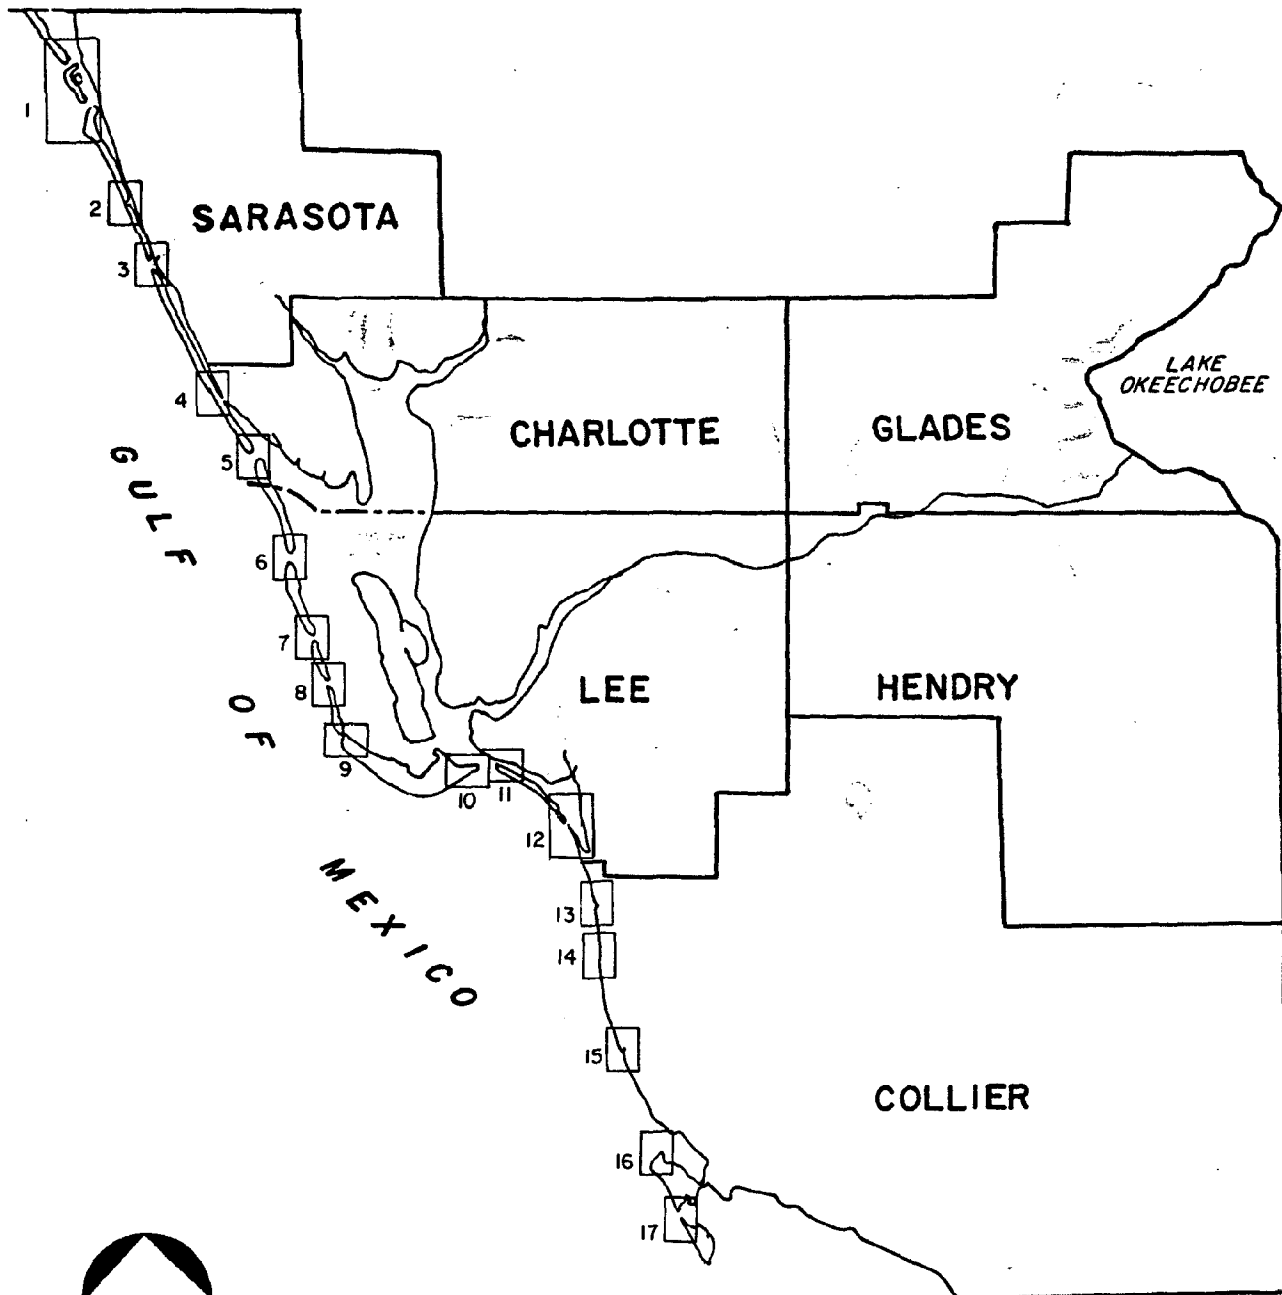 1
2
SARASOTA
3
LAKE
OKEECHOBEE
4
CHARLOTTE
GLADES
5
GULF
6
7
LEE
HENDRY
8
OF
9
10
11
12
MEXICO
13
14
15
COLLIER
16
17